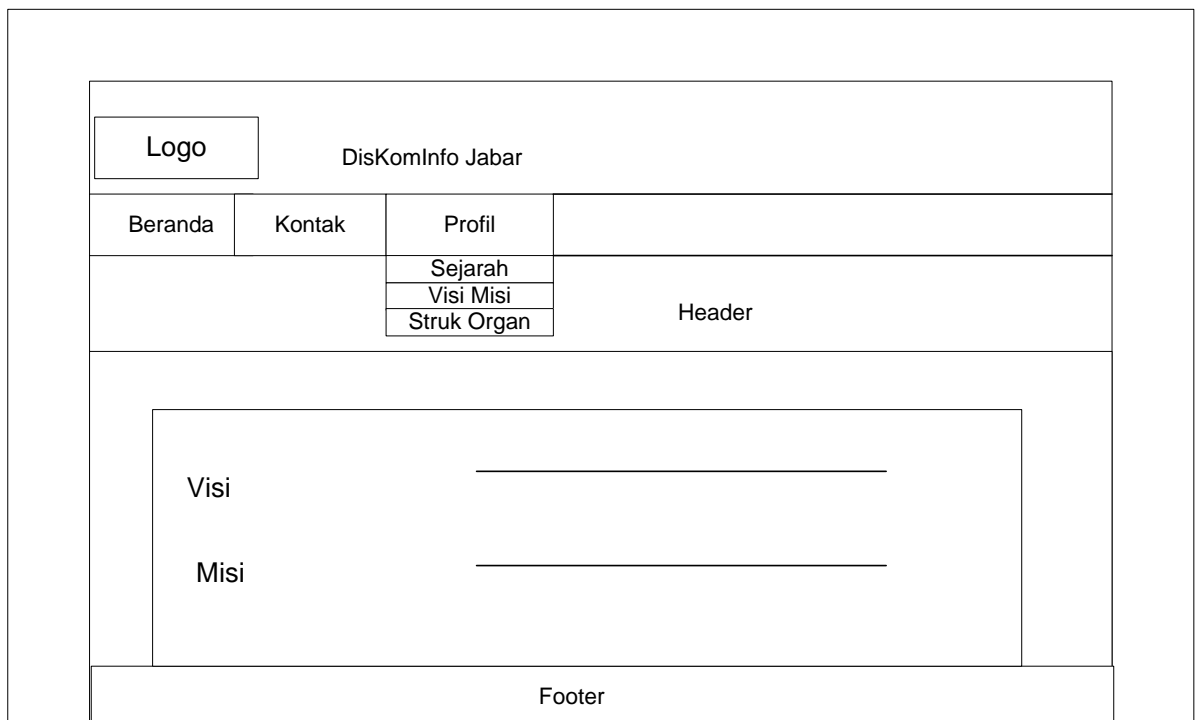 Logo
DisKomInfo Jabar
Beranda
Kontak
Profil
Sejarah
Visi Misi
Struk Organ
Header
Visi
Misi
Footer